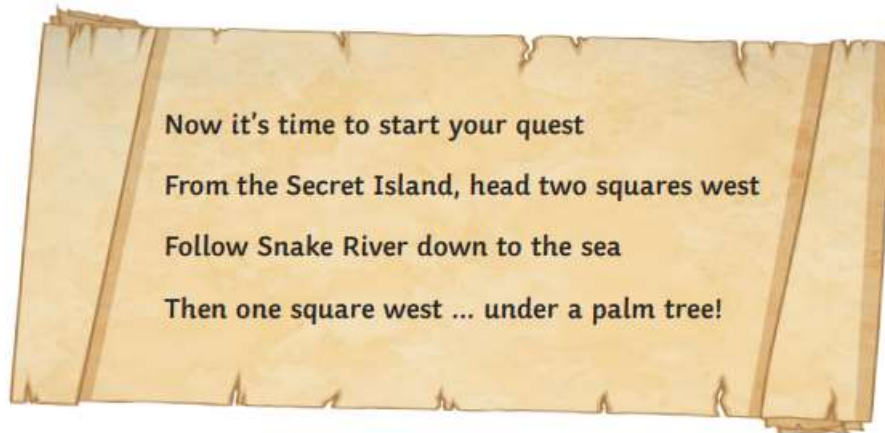 Now it's time to start your quest
From the Secret Island, head two squares west
Follow Snake River down to the sea
Then one square west ... under a palm tree!